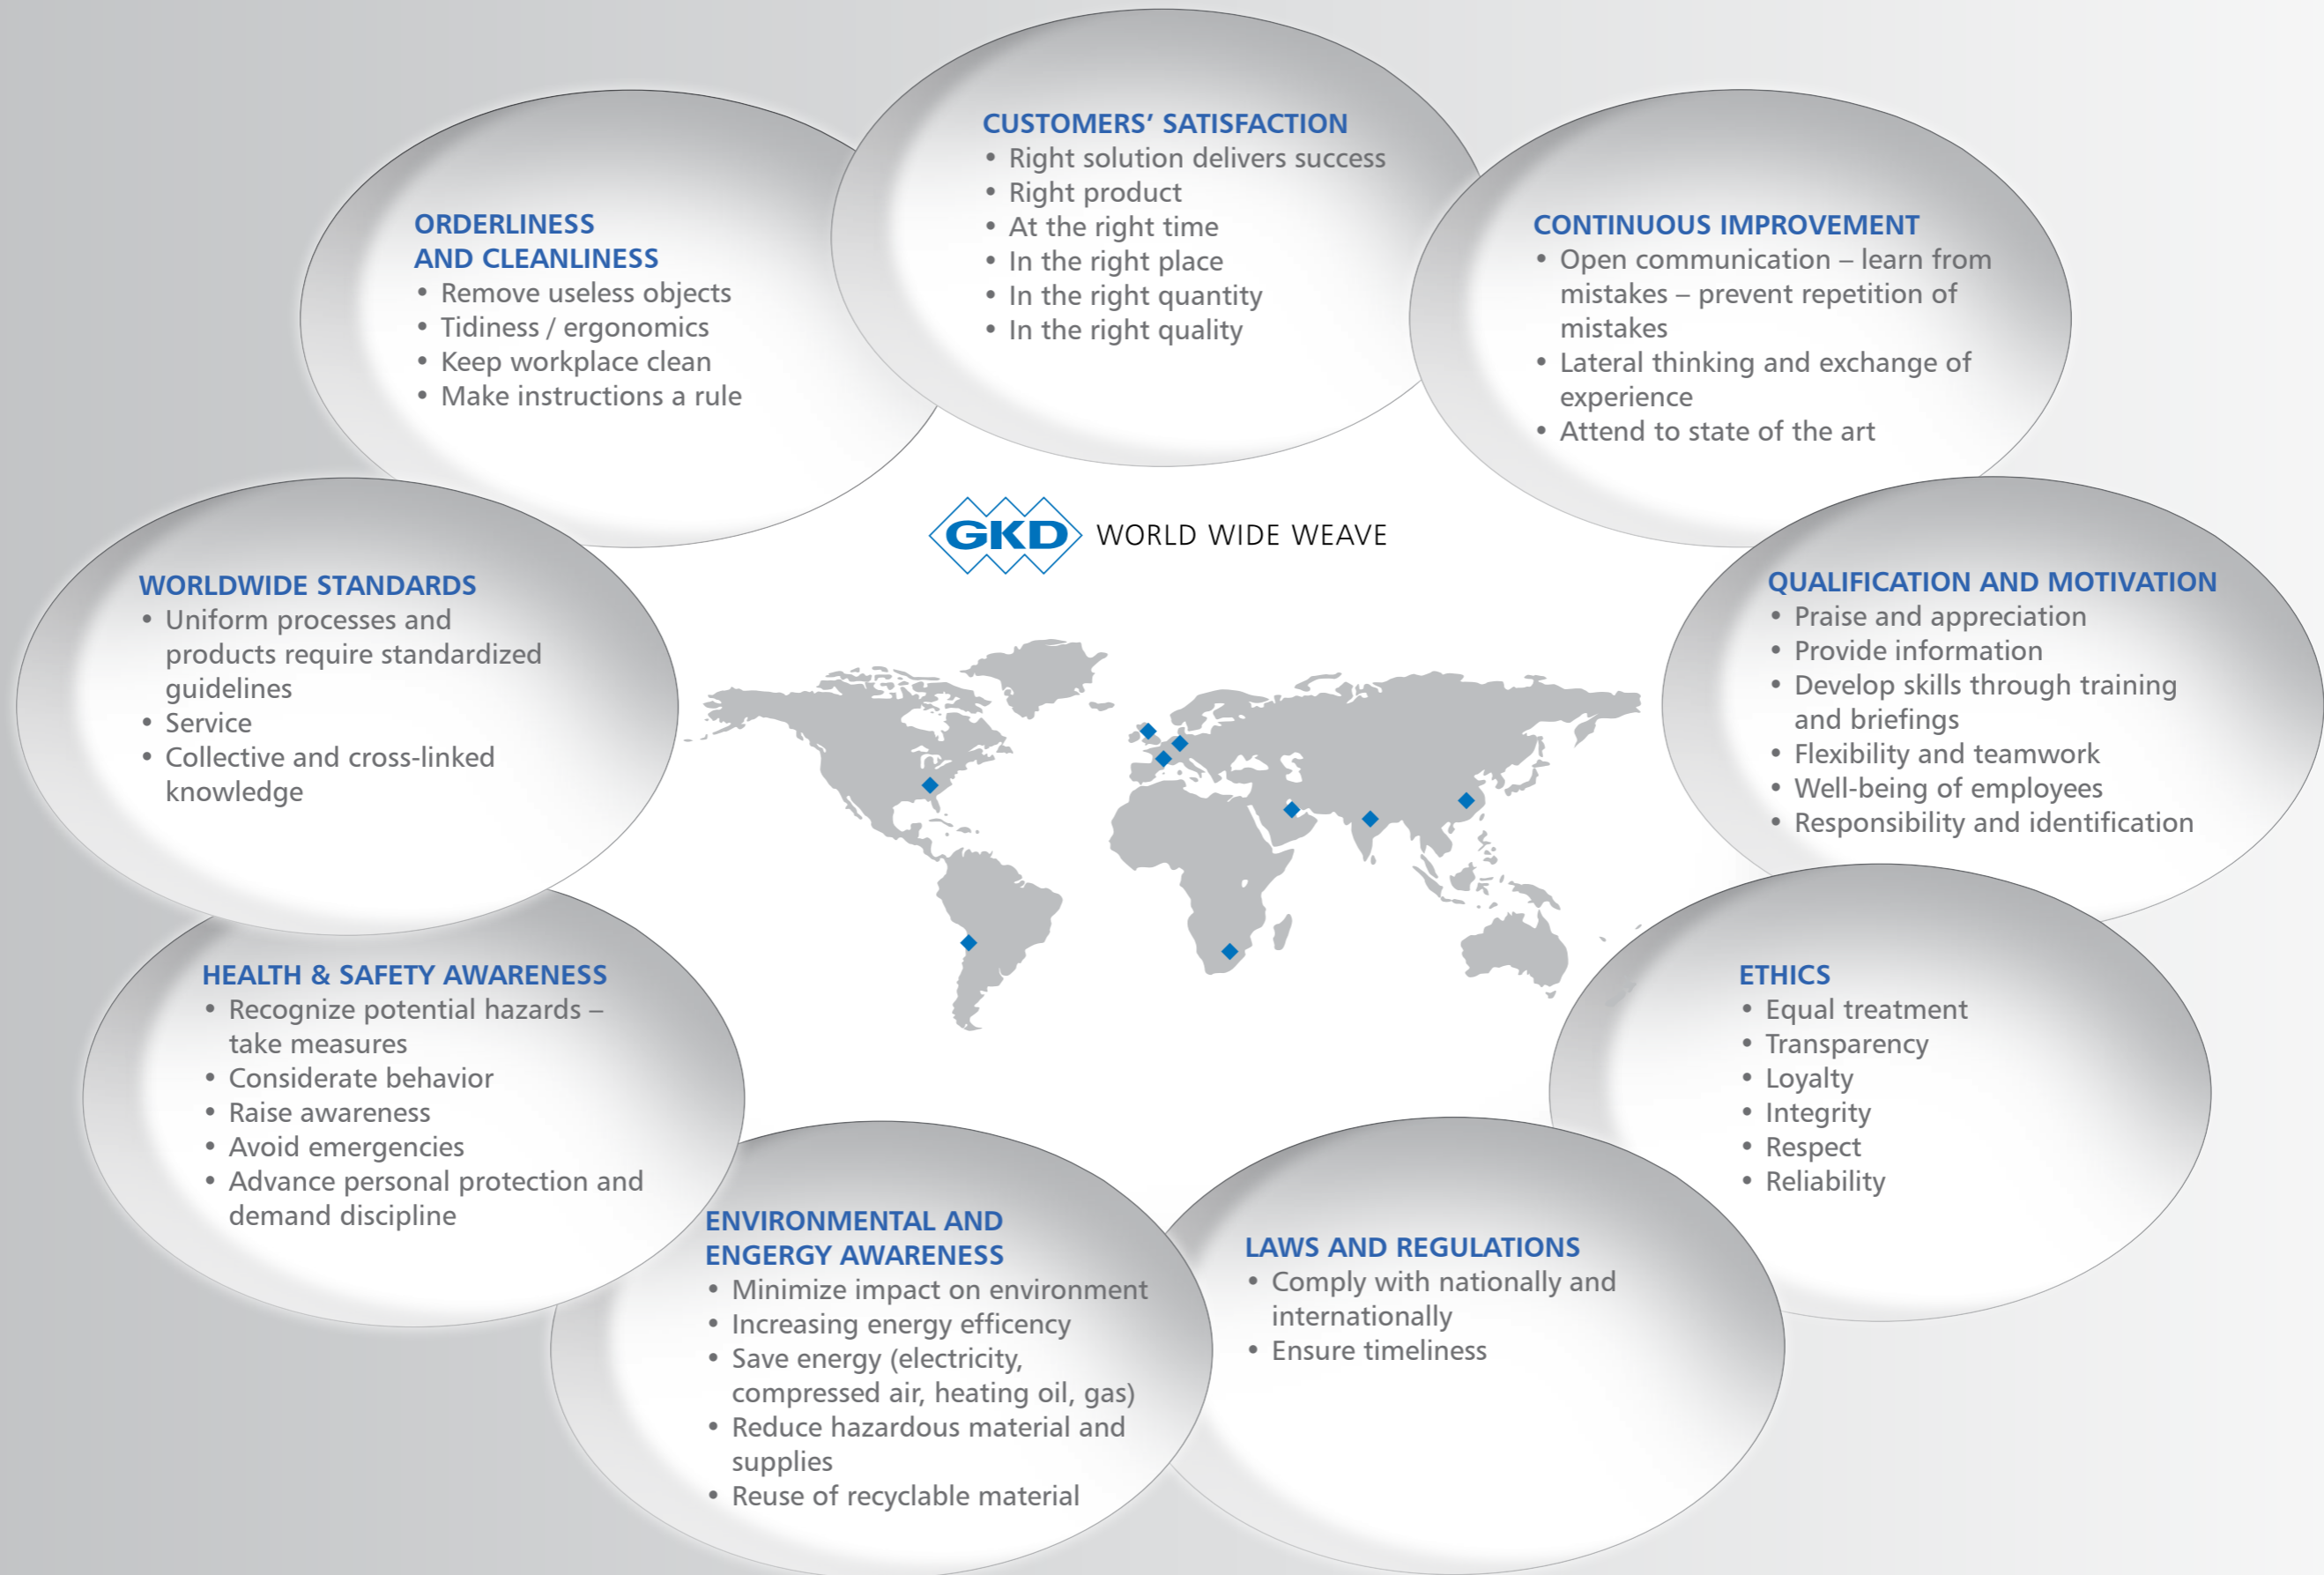 CUSTOMERS’ SATISFACTION
• Right solution delivers success
• Right product
• At the right time
• In the right place
• In the right quantity
• In the right quality
ORDERLINESS
AND CLEANLINESS
• Remove useless objects
• Tidiness / ergonomics
• Keep workplace clean
• Make instructions a rule
CONTINUOUS IMPROVEMENT
• Open communication – learn from
mistakes – prevent repetition of
mistakes
• Lateral thinking and exchange of
experience
• Attend to state of the art
GKD WORLD WIDE WEAVE
WORLDWIDE STANDARDS
• Uniform processes and
products require standardized
guidelines
• Service
• Collective and cross-linked
knowledge
QUALIFICATION AND MOTIVATION
• Praise and appreciation
• Provide information
• Develop skills through training
and briefings
• Flexibility and teamwork
• Well-being of employees
• Responsibility and identification
HEALTH & SAFETY AWARENESS
• Recognize potential hazards –
take measures
• Considerate behavior
• Raise awareness
• Avoid emergencies
• Advance personal protection and
demand discipline
ETHICS
• Equal treatment
• Transparency
• Loyalty
• Integrity
• Respect
• Reliability
ENVIRONMENTAL AND
ENGERGY AWARENESS
• Minimize impact on environment
• Increasing energy efficency
• Save energy (electricity,
compressed air, heating oil, gas)
• Reduce hazardous material and
supplies
• Reuse of recyclable material
LAWS AND REGULATIONS
• Comply with nationally and
internationally
• Ensure timeliness